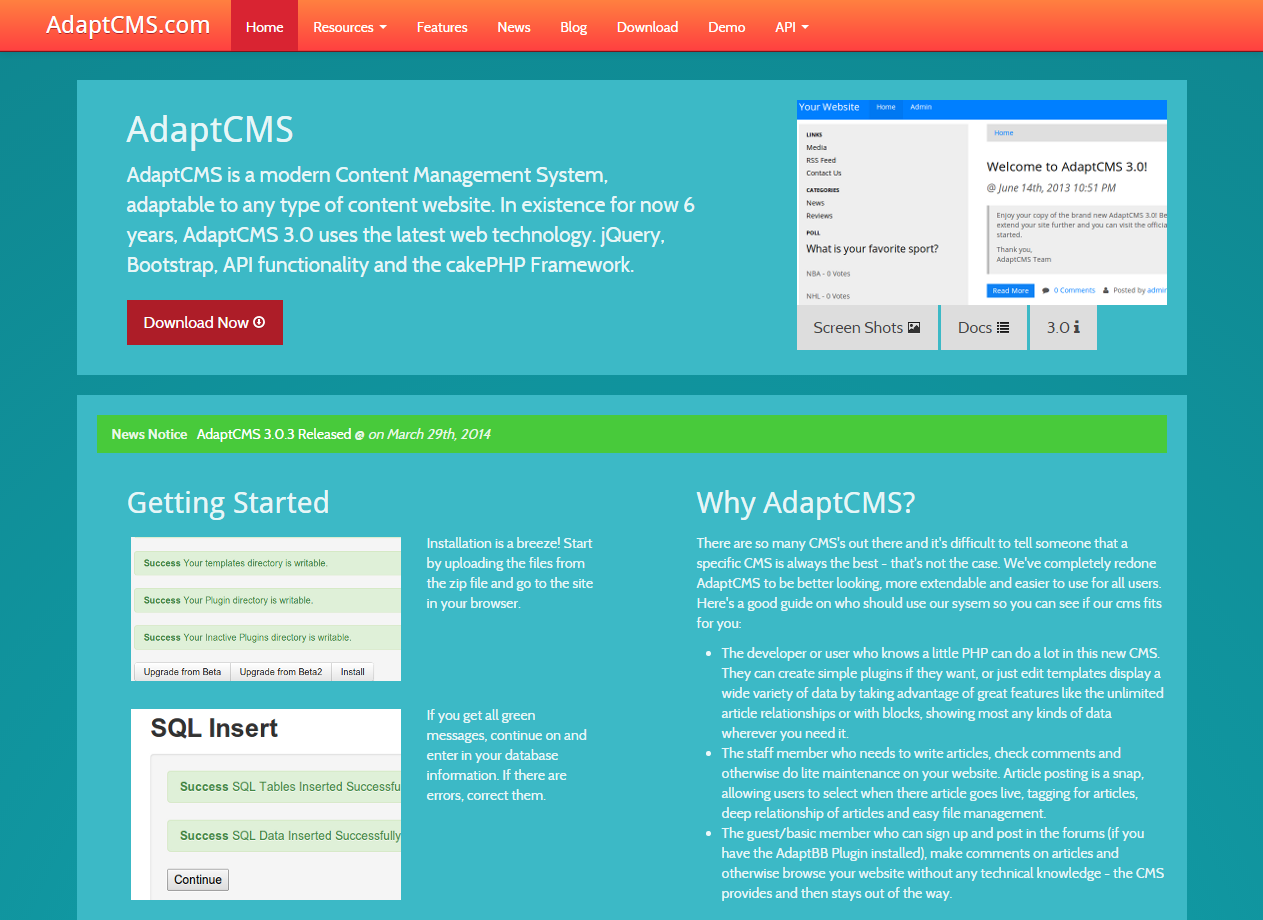 AdaptCMS.com Home Resources Features News Blog Download Demo API
AdaptCMS
AdaptCMS is a modern Content Management System,
adaptable to any type of content website. In existence for now 6
years, AdaptCMS 3.0 uses the latest web technology. jQuery,
Bootstrap, API functionality and the cakePHP Framework.
Download Now
Your Website Home Admin
LINKS
Media
RSS Feed
Contact Us
CATEGORIES
News
Reviews
POLL
What is your favorite sport?
NBA - 0 Votes
NHL - 0 Votes
Home
Welcome to AdaptCMS 3.0!
@ June 14th, 2013 10:51 PM
Enjoy your copy of the brand new AdaptCMS 3.0! Be
extend your site further and you can visit the officia
started.
Thank you,
AdaptCMS Team
Read More 0 Comments Posted by admin
Screen Shots Docs 3.0
News Notice AdaptCMS 3.0.3 Released @ on March 29th, 2014
Getting Started
Success Your templates directory is writable.
Success Your Plugin directory is writable.
Success Your Inactive Plugins directory is writable.
Upgrade from Beta Upgrade from Beta2 Install
Installation is a breeze! Start
by uploading the files from
the zip file and go to the site
in your browser.
SQL Insert
Success SQL Tables Inserted Successfu
Success SQL Data Inserted Successfully
Continue
If you get all green
messages, continue on and
enter in your database
information. If there are
errors, correct them.
Why AdaptCMS?
There are so many CMS's out there and it's difficult to tell someone that a
specific CMS is always the best - that's not the case. We've completely redone
AdaptCMS to be better looking, more extendable and easier to use for all users.
Here's a good guide on who should use our sysem so you can see if our cms fits
for you:
• The developer or user who knows a little PHP can do a lot in this new CMS.
They can create simple plugins if they want, or just edit templates display a
wide variety of data by taking advantage of great features like the unlimited
article relationships or with blocks, showing most any kinds of data
wherever you need it.
• The staff member who needs to write articles, check comments and
otherwise do lite maintenance on your website. Article posting is a snap,
allowing users to select when there article goes live, tagging for articles,
deep relationship of articles and easy file management.
• The guest/basic member who can sign up and post in the forums (if you
have the AdaptBB Plugin installed), make comments on articles and
otherwise browse your website without any technical knowledge - the CMS
provides and then stays out of the way.